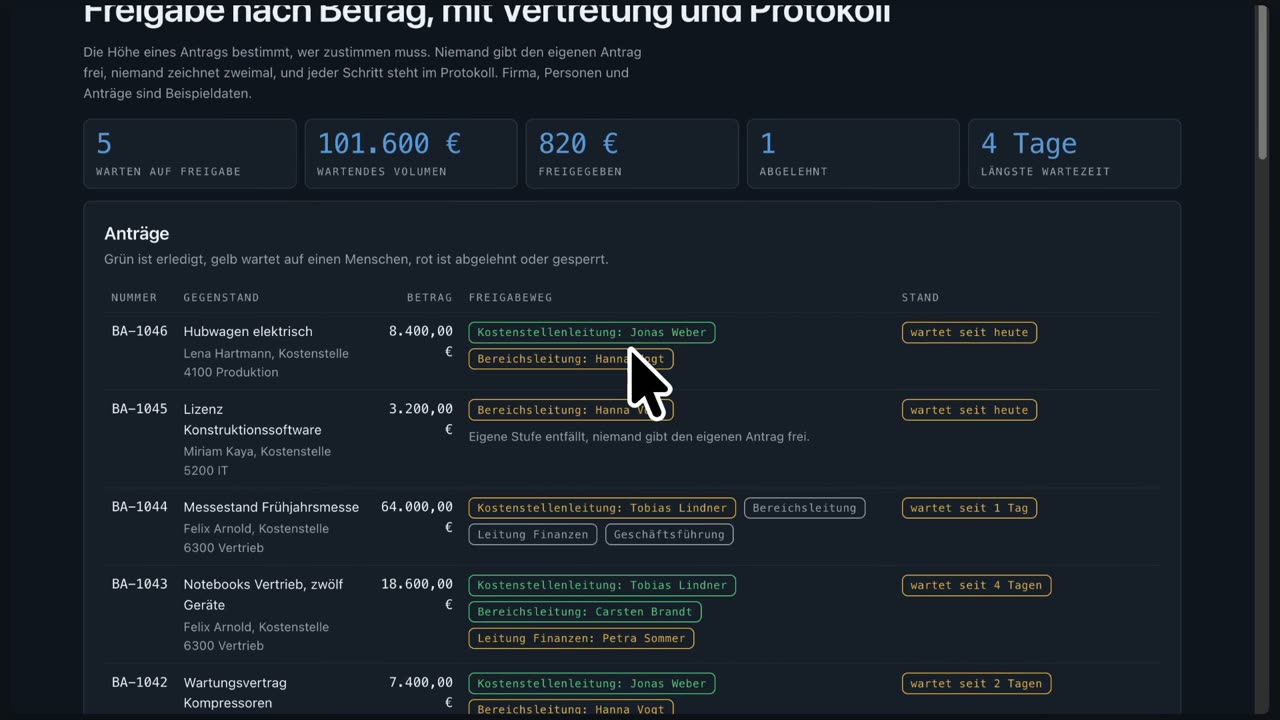 Freigabe nach Betrag, mit Vertretung und Protokoll
Die Höhe eines Antrags bestimmt, wer zustimmen muss. Niemand gibt den eigenen Antrag
frei, niemand zeichnet zweimal, und jeder Schritt steht im Protokoll. Firma, Personen und
Anträge sind Beispieldaten.
5
WARTEN AUF FREIGABE
101.600 €
WARTENDES VOLUMEN
820 €
FREIGEGEBEN
1
ABGELEHNT
4 Tage
LÄNGSTE WARTEZEIT
Anträge
Grün ist erledigt, gelb wartet auf einen Menschen, rot ist abgelehnt oder gesperrt.
NUMMER GEGENSTAND BETRAG FREIGABEWEG STAND
BA-1046 Hubwagen elektrisch 8.400,00 Kostenstellenleitung: Jonas Weber wartet seit heute
€
Lena Hartmann, Kostenstelle Bereichsleitung: Hanna Vogt
4100 Produktion
BA-1045 Lizenz 3.200,00 Bereichsleitung: Hanna wartet seit heute
Konstruktionssoftware € Eigene Stufe entfällt, niemand gibt den eigenen Antrag frei.
Miriam Kaya, Kostenstelle
5200 IT
BA-1044 Messestand Frühjahrsmesse 64.000,00 Kostenstellenleitung: Tobias Lindner Bereichsleitung wartet seit 1 Tag
Felix Arnold, Kostenstelle € Leitung Finanzen Geschäftsführung
6300 Vertrieb
BA-1043 Notebooks Vertrieb, zwölf 18.600,00 Kostenstellenleitung: Tobias Lindner wartet seit 4 Tagen
Geräte € Bereichsleitung: Carsten Brandt
Felix Arnold, Kostenstelle Leitung Finanzen: Petra Sommer
6300 Vertrieb
BA-1042 Wartungsvertrag 7.400,00 Kostenstellenleitung: Jonas Weber wartet seit 2 Tagen
Kompressoren € Bereichsleitung: Hanna Vogt